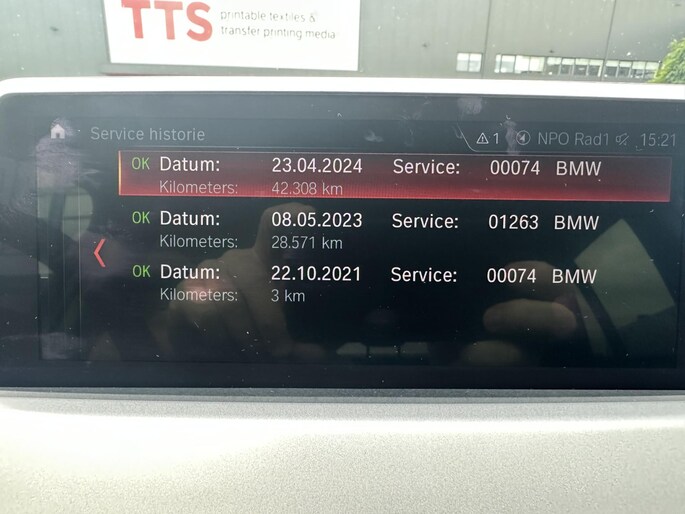 TTS printable textiles &
transfer printing media
Service historie 1 NPO Rad1 15:21
OK Datum: 23.04.2024 Service: 00074 BMW
Kilometers: 42.308 km
OK Datum: 08.05.2023 Service: 01263 BMW
Kilometers: 28.571 km
OK Datum: 22.10.2021 Service: 00074 BMW
Kilometers: 3 km